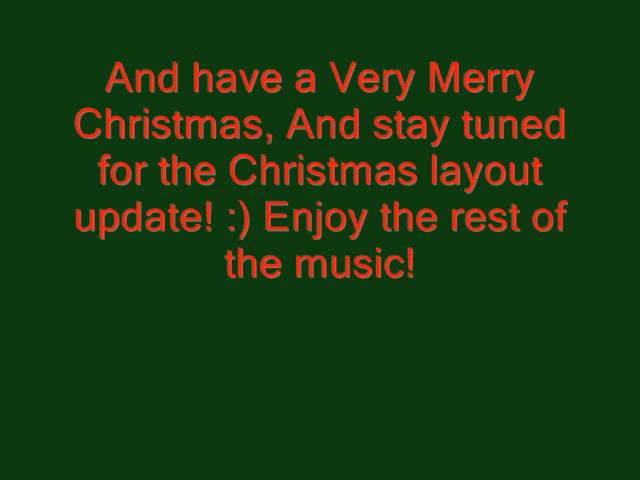 And have a Very Merry
Christmas, And stay tuned
for the Christmas layout
update! :) Enjoy the rest of
the music!